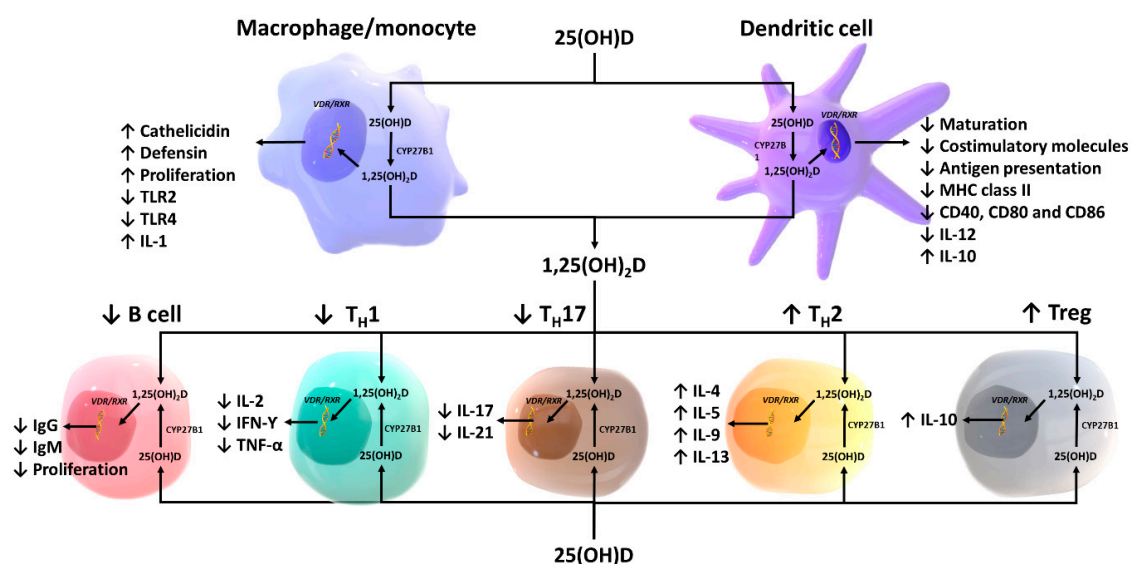 Macrophage/monocyte
25(OH)D
Dendritic cell
VDR/RXR
25(OH)D
CYP27B1
1,25(OH)₂D
↑ Cathelicidin
↑ Defensin
↑ Proliferation
↓ TLR2
↓ TLR4
↑ IL-1
25(OH)D
VDR/RXR
CYP27B
1
1,25(OH)₂D
↓ Maturation
↓ Costimulatory molecules
↓ Antigen presentation
↓ MHC class II
↓ CD40, CD80 and CD86
↓ IL-12
↑ IL-10
1,25(OH)₂D
↓ B cell
↓ TH1
↓ TH17
↑ TH2
↑ Treg
1,25(OH)₂D
VDR/RXR
CYP27B1
25(OH)D
↓ IgG
↓ IgM
↓ Proliferation
1,25(OH)₂D
VDR/RXR
CYP27B1
25(OH)D
↓ IL-2
↓ IFN-Y
↓ TNF-α
1,25(OH)₂D
VDR/RXR
CYP27B1
25(OH)D
↓ IL-17
↓ IL-21
1,25(OH)₂D
VDR/RXR
CYP27B1
25(OH)D
↑ IL-4
↑ IL-5
↑ IL-9
↑ IL-13
1,25(OH)₂D
VDR/RXR
CYP27B1
25(OH)D
↑ IL-10
25(OH)D